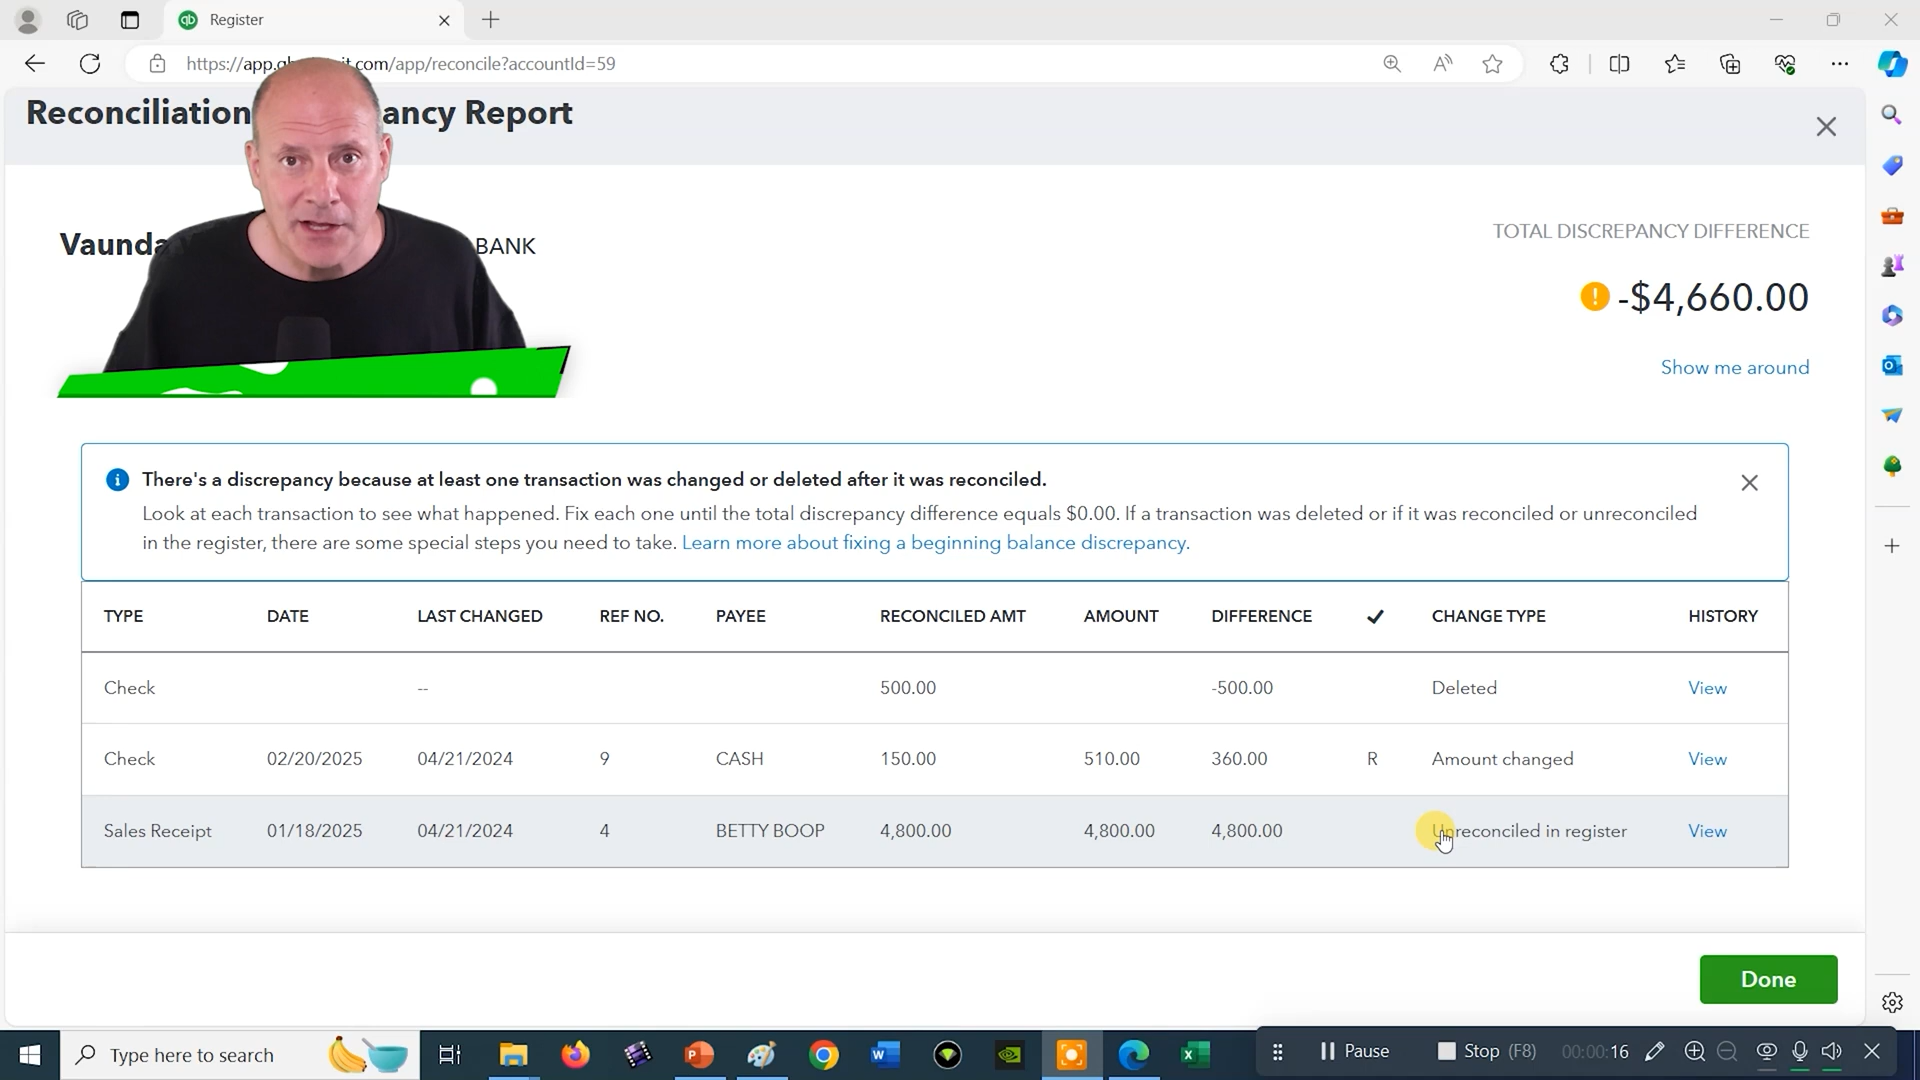 Register
https://app.q it.com/app/reconcile?accountId=59
Reconciliation ancy Report
Vaunda BANK
TOTAL DISCREPANCY DIFFERENCE
-$4,660.00
Show me around
There's a discrepancy because at least one transaction was changed or deleted after it was reconciled.
Look at each transaction to see what happened. Fix each one until the total discrepancy difference equals $0.00. If a transaction was deleted or if it was reconciled or unreconciled
in the register, there are some special steps you need to take. Learn more about fixing a beginning balance discrepancy.
TYPE DATE LAST CHANGED REF NO. PAYEE RECONCILED AMT AMOUNT DIFFERENCE ✓ CHANGE TYPE HISTORY
Check -- 500.00 -500.00 Deleted View
Check 02/20/2025 04/21/2024 9 CASH 150.00 510.00 360.00 R Amount changed View
Sales Receipt 01/18/2025 04/21/2024 4 BETTY BOOP 4,800.00 4,800.00 4,800.00 Unreconciled in register View
Done
Type here to search
Pause Stop (F8) 00:00:16